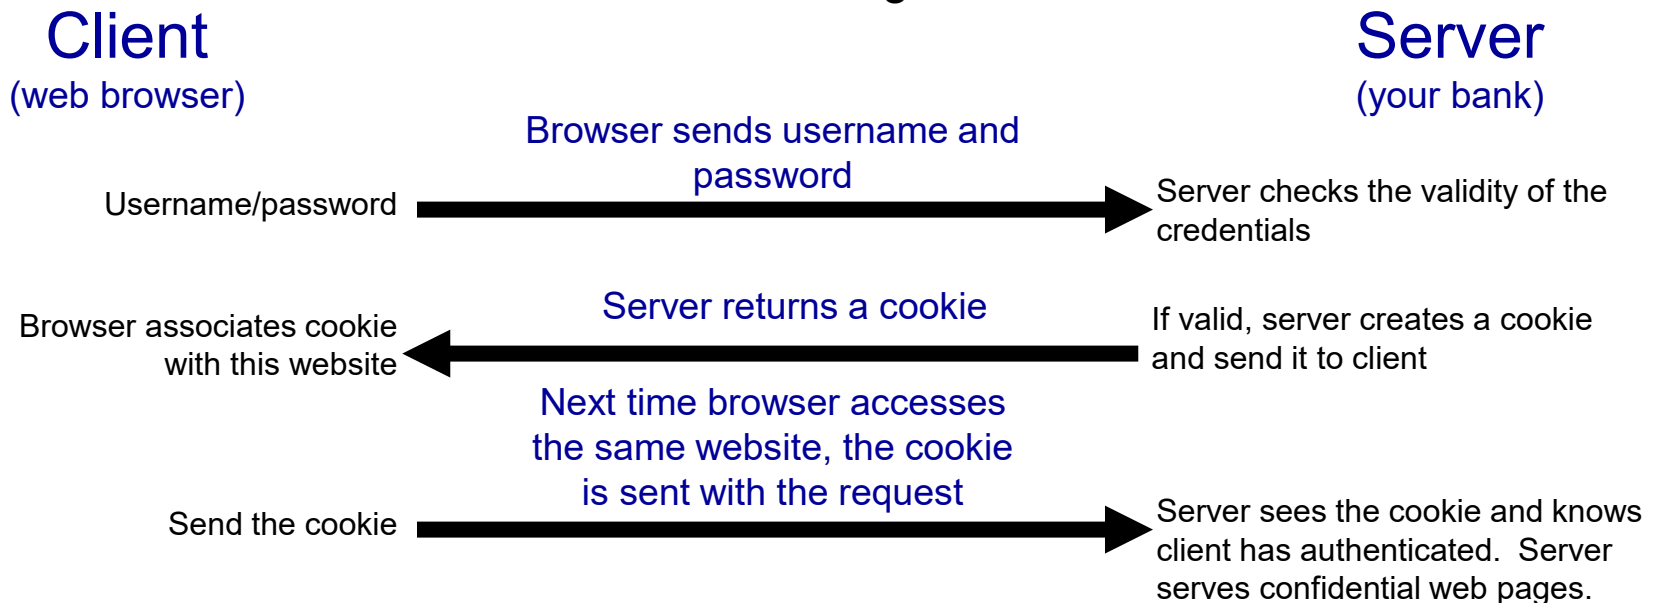 Client
(web browser)
Server
(your bank)
Browser sends username and
password
Username/password
Server checks the validity of the
credentials
Server returns a cookie
Browser associates cookie
with this website
If valid, server creates a cookie
and send it to client
Next time browser accesses
the same website, the cookie
is sent with the request
Send the cookie
Server sees the cookie and knows
client has authenticated.  Server
serves confidential web pages.